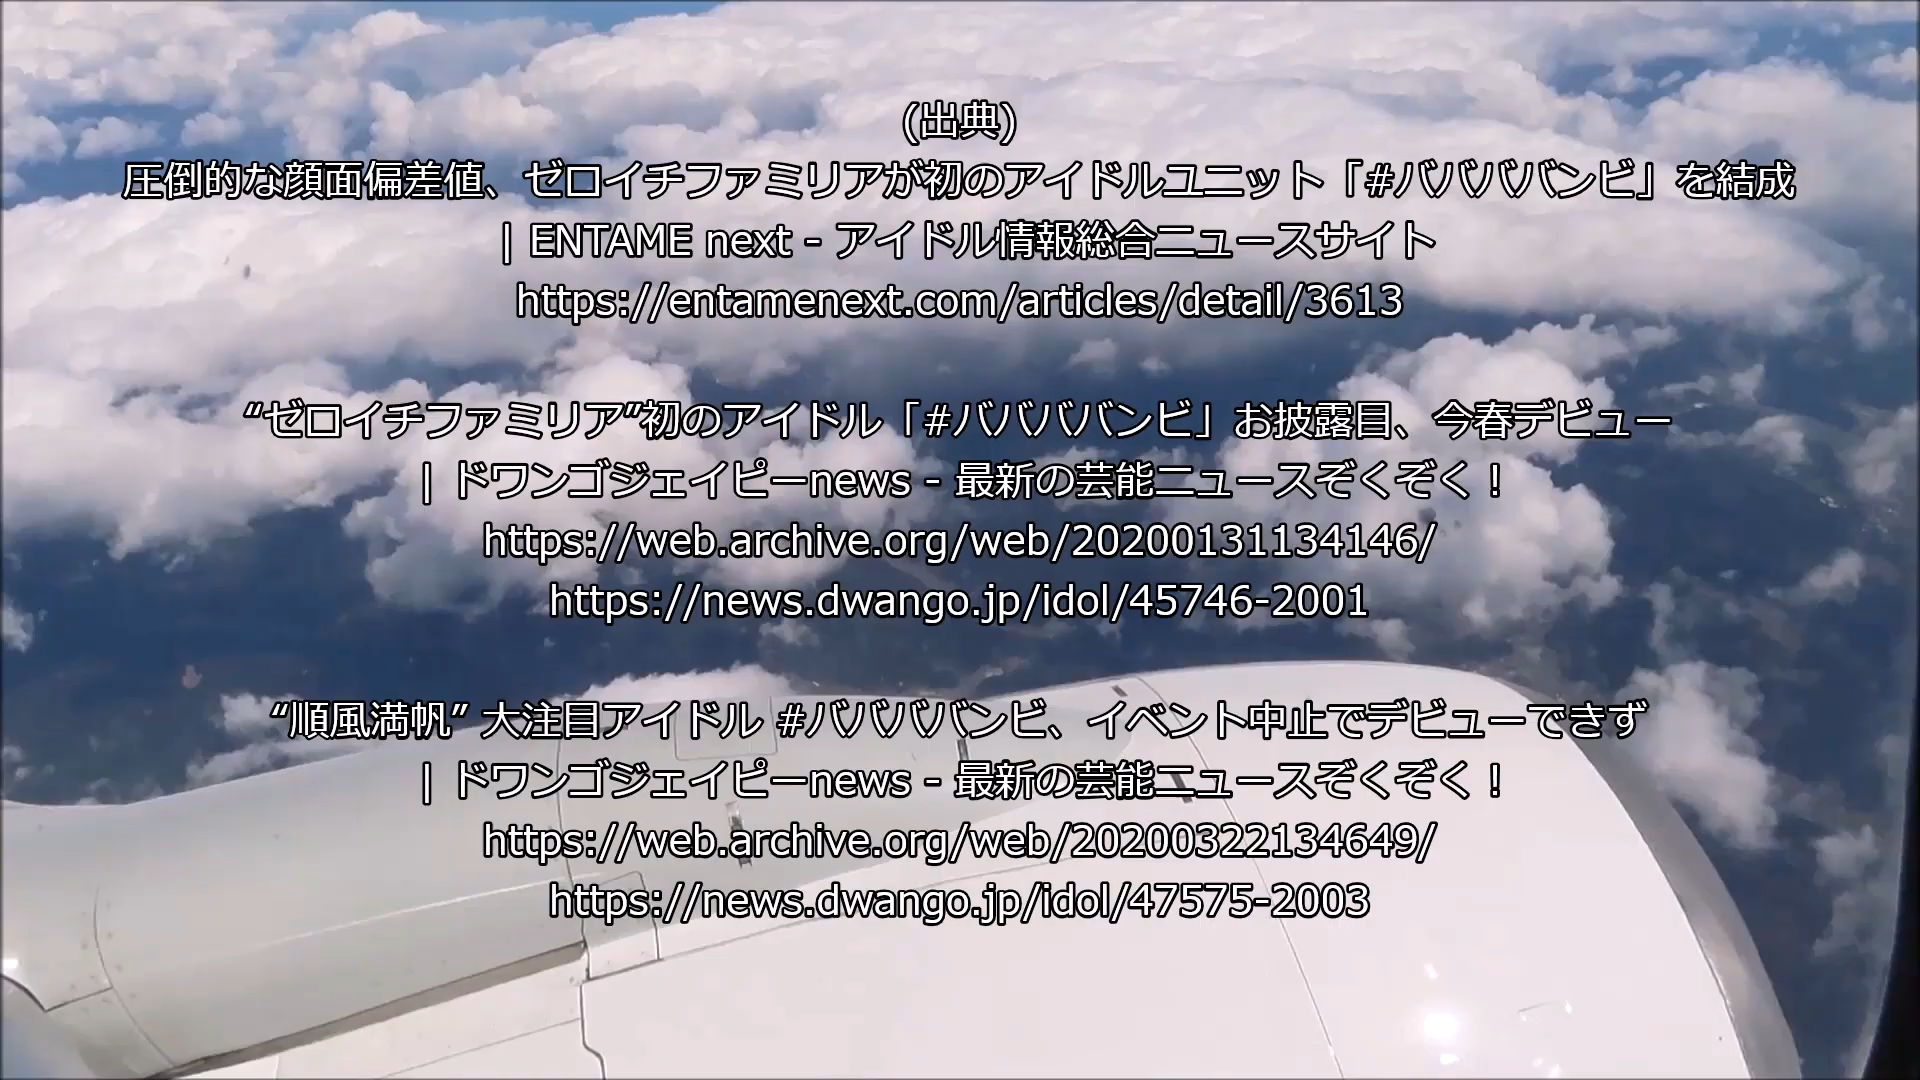 (出典)
圧倒的な顔面偏差値、ゼロイチファミリアが初のアイドルユニット「#ババババンビ」を結成
| ENTAME next - アイドル情報総合ニュースサイト
https://entamenext.com/articles/detail/3613
“ゼロイチファミリア”初のアイドル「#ババババンビ」お披露目、今春デビュー
| ドワンゴジェイピーnews - 最新の芸能ニュースぞくぞく！
https://web.archive.org/web/20200131134146/
https://news.dwango.jp/idol/45746-2001
“順風満帆” 大注目アイドル #ババババンビ、イベント中止でデビューできず
| ドワンゴジェイピーnews - 最新の芸能ニュースぞくぞく！
https://web.archive.org/web/20200322134649/
https://news.dwango.jp/idol/47575-2003